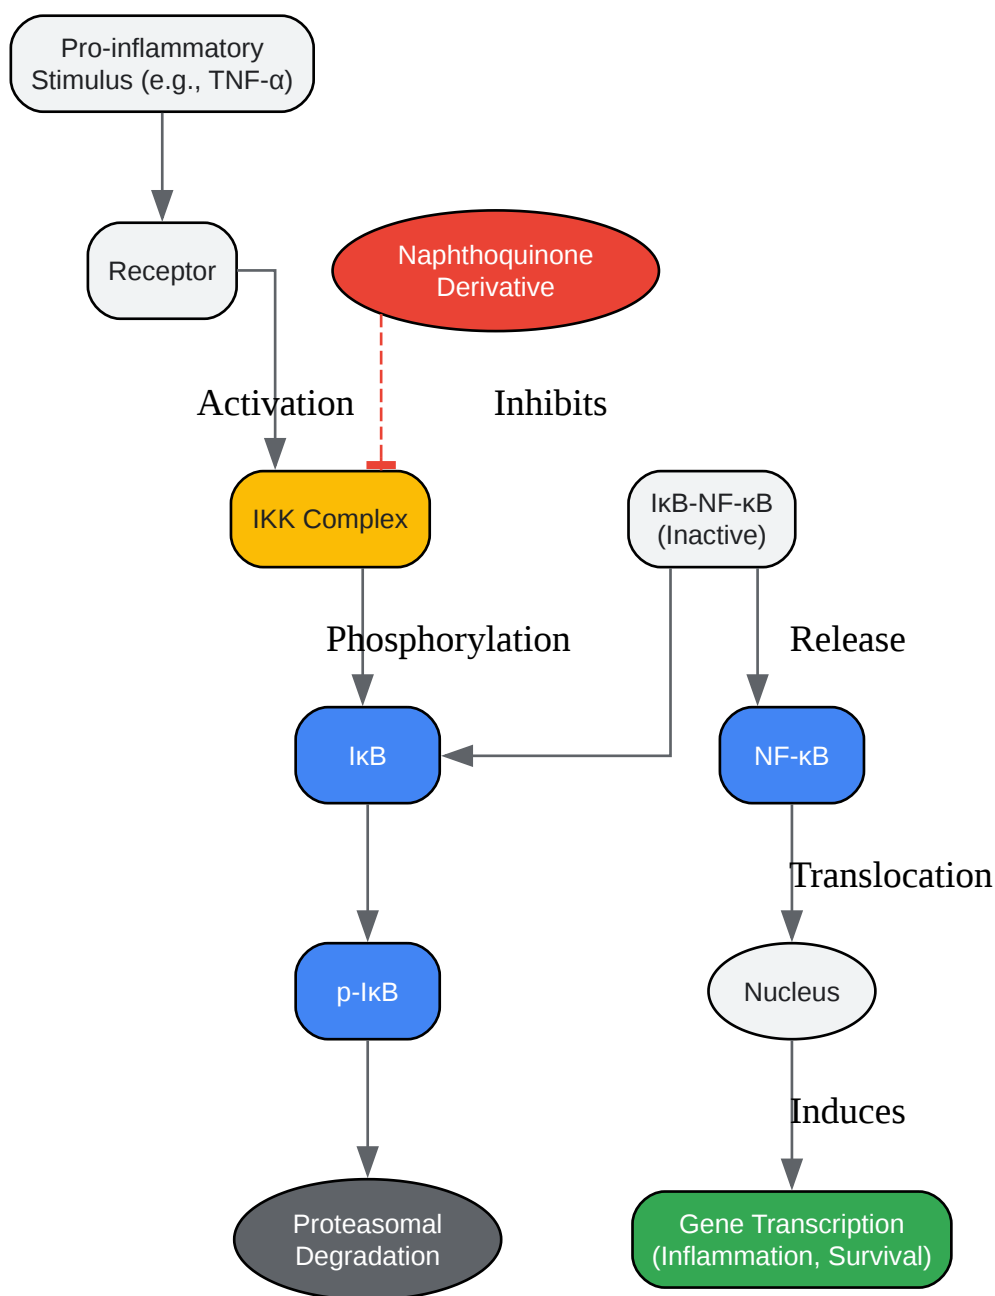 Pro-inflammatory
Stimulus (e.g., TNF-α)
Receptor
Naphthoquinone
Derivative
Activation
Inhibits
IKK Complex
IκB-NF-κB
(Inactive)
Phosphorylation
Release
IκB
NF-κB
Translocation
p-IκB
Nucleus
Induces
Proteasomal
Degradation
Gene Transcription
(Inflammation, Survival)